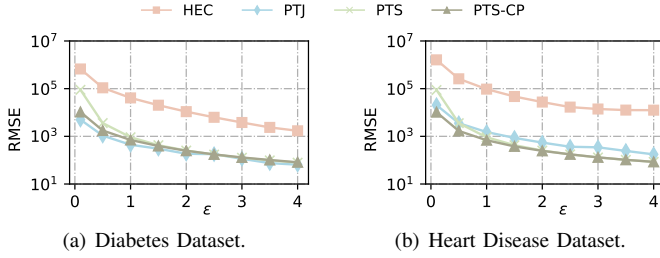 HEC PTJ PTS PTS-CP
10^7
10^5
10^3
10^1
RMSE
0 1 2 3 4
ε
(a) Diabetes Dataset.
10^7
10^5
10^3
10^1
RMSE
0 1 2 3 4
ε
(b) Heart Disease Dataset.